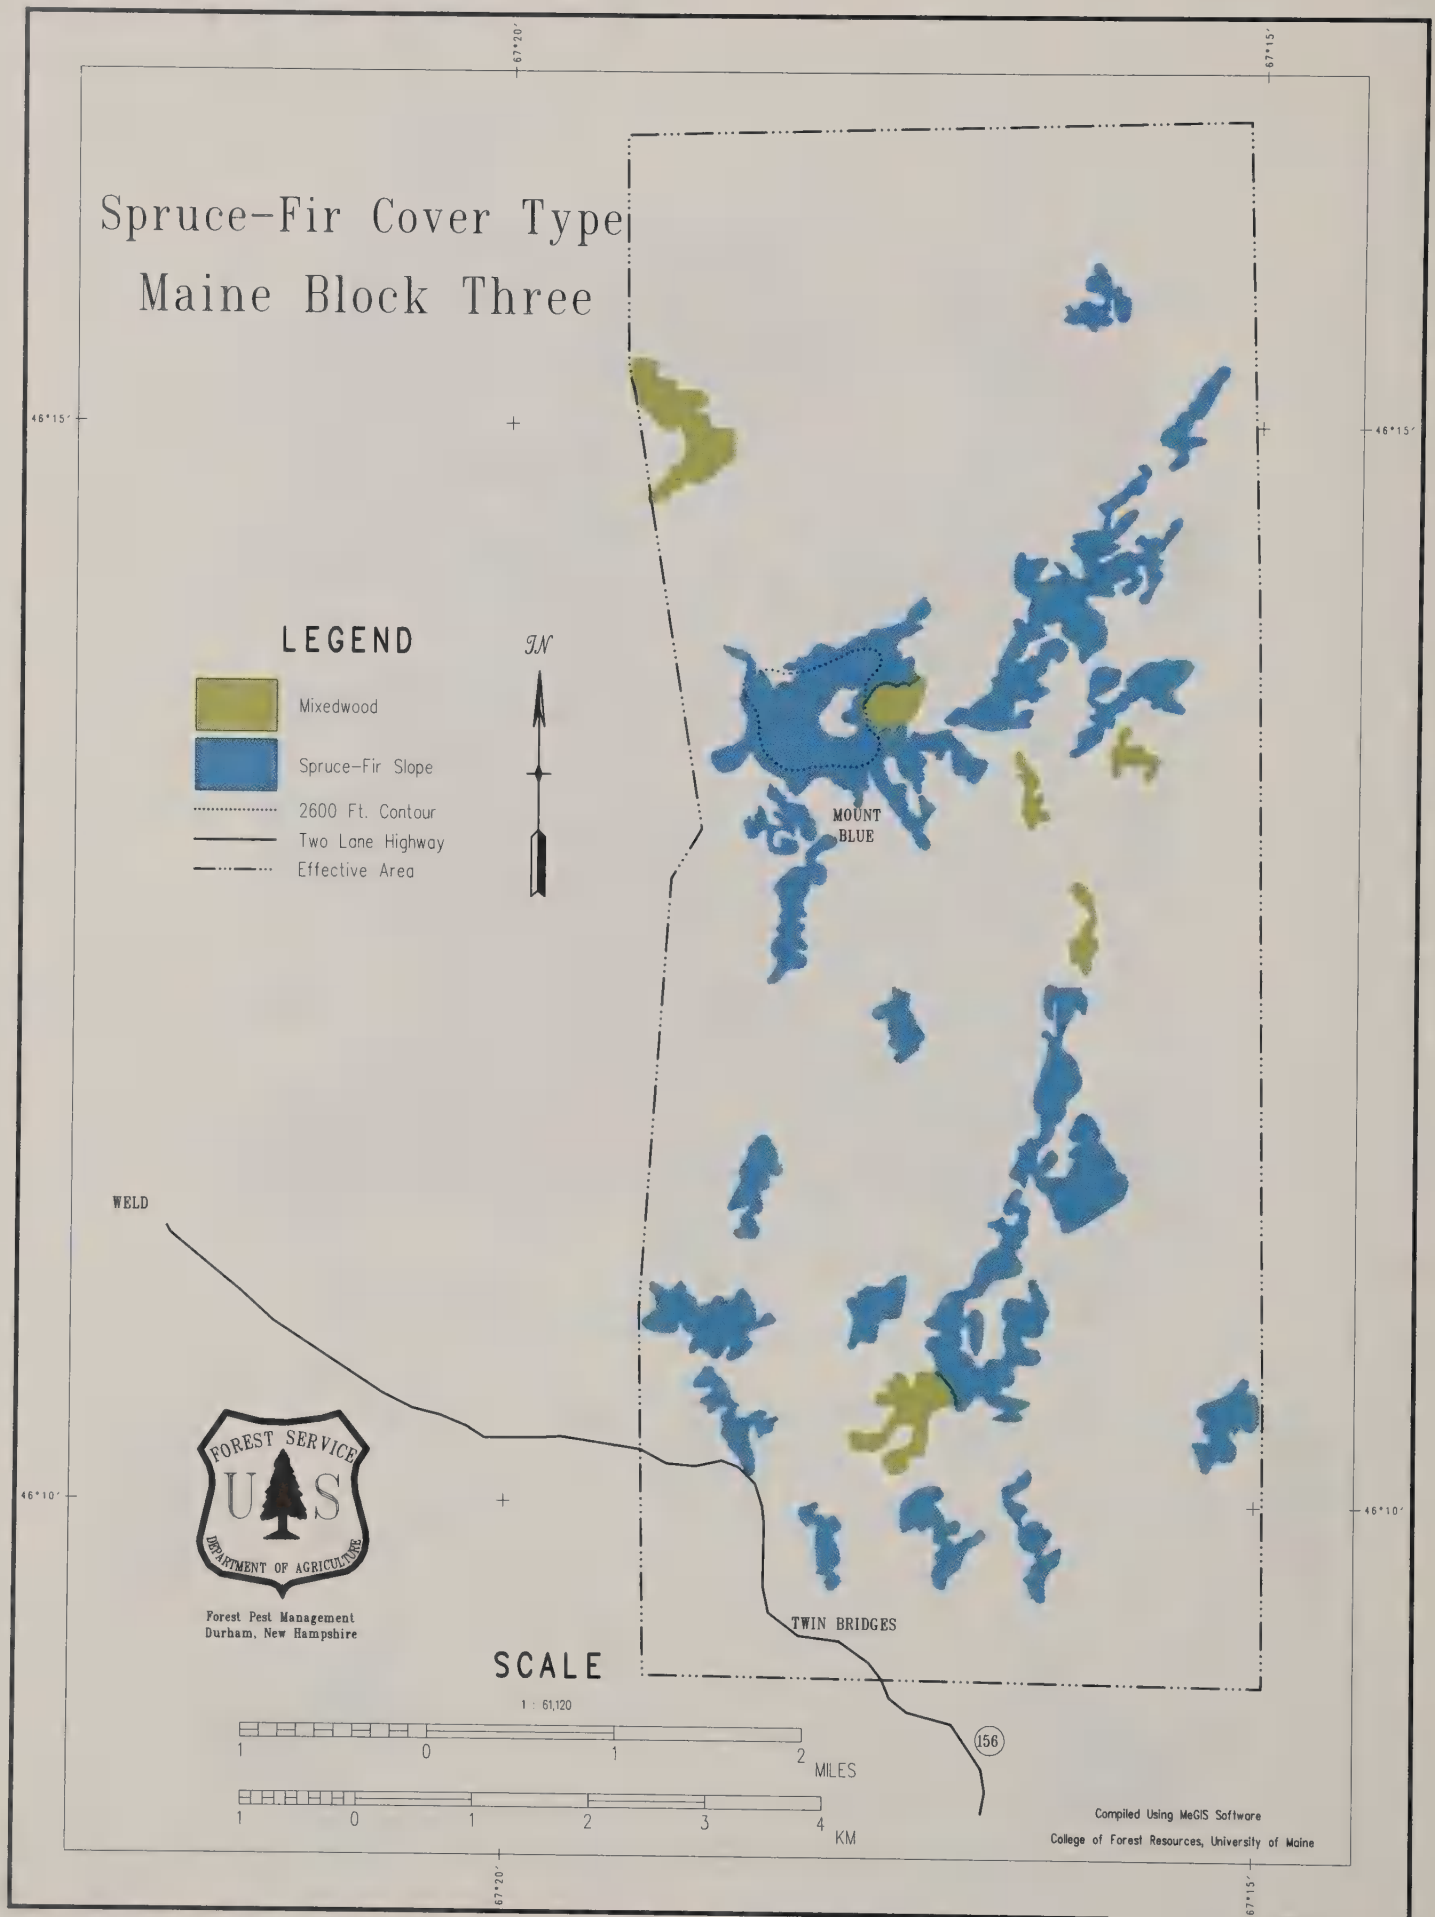 67°20′
67°15′
Spruce-Fir Cover Type
Maine Block Three
46°15′
46°15′
LEGEND
N
Mixedwood
Spruce-Fir Slope
2600 Ft. Contour
Two Lane Highway
Effective Area
MOUNT
BLUE
WELD
FOREST SERVICE
U S
DEPARTMENT OF AGRICULTURE
Forest Pest Management
Durham, New Hampshire
46°10′
46°10′
TWIN BRIDGES
SCALE
1 : 61,120
1 0 1 2
MILES
156
1 0 1 2 3 4
KM
Compiled Using MeGIS Software
College of Forest Resources, University of Maine
67°20′
67°15′